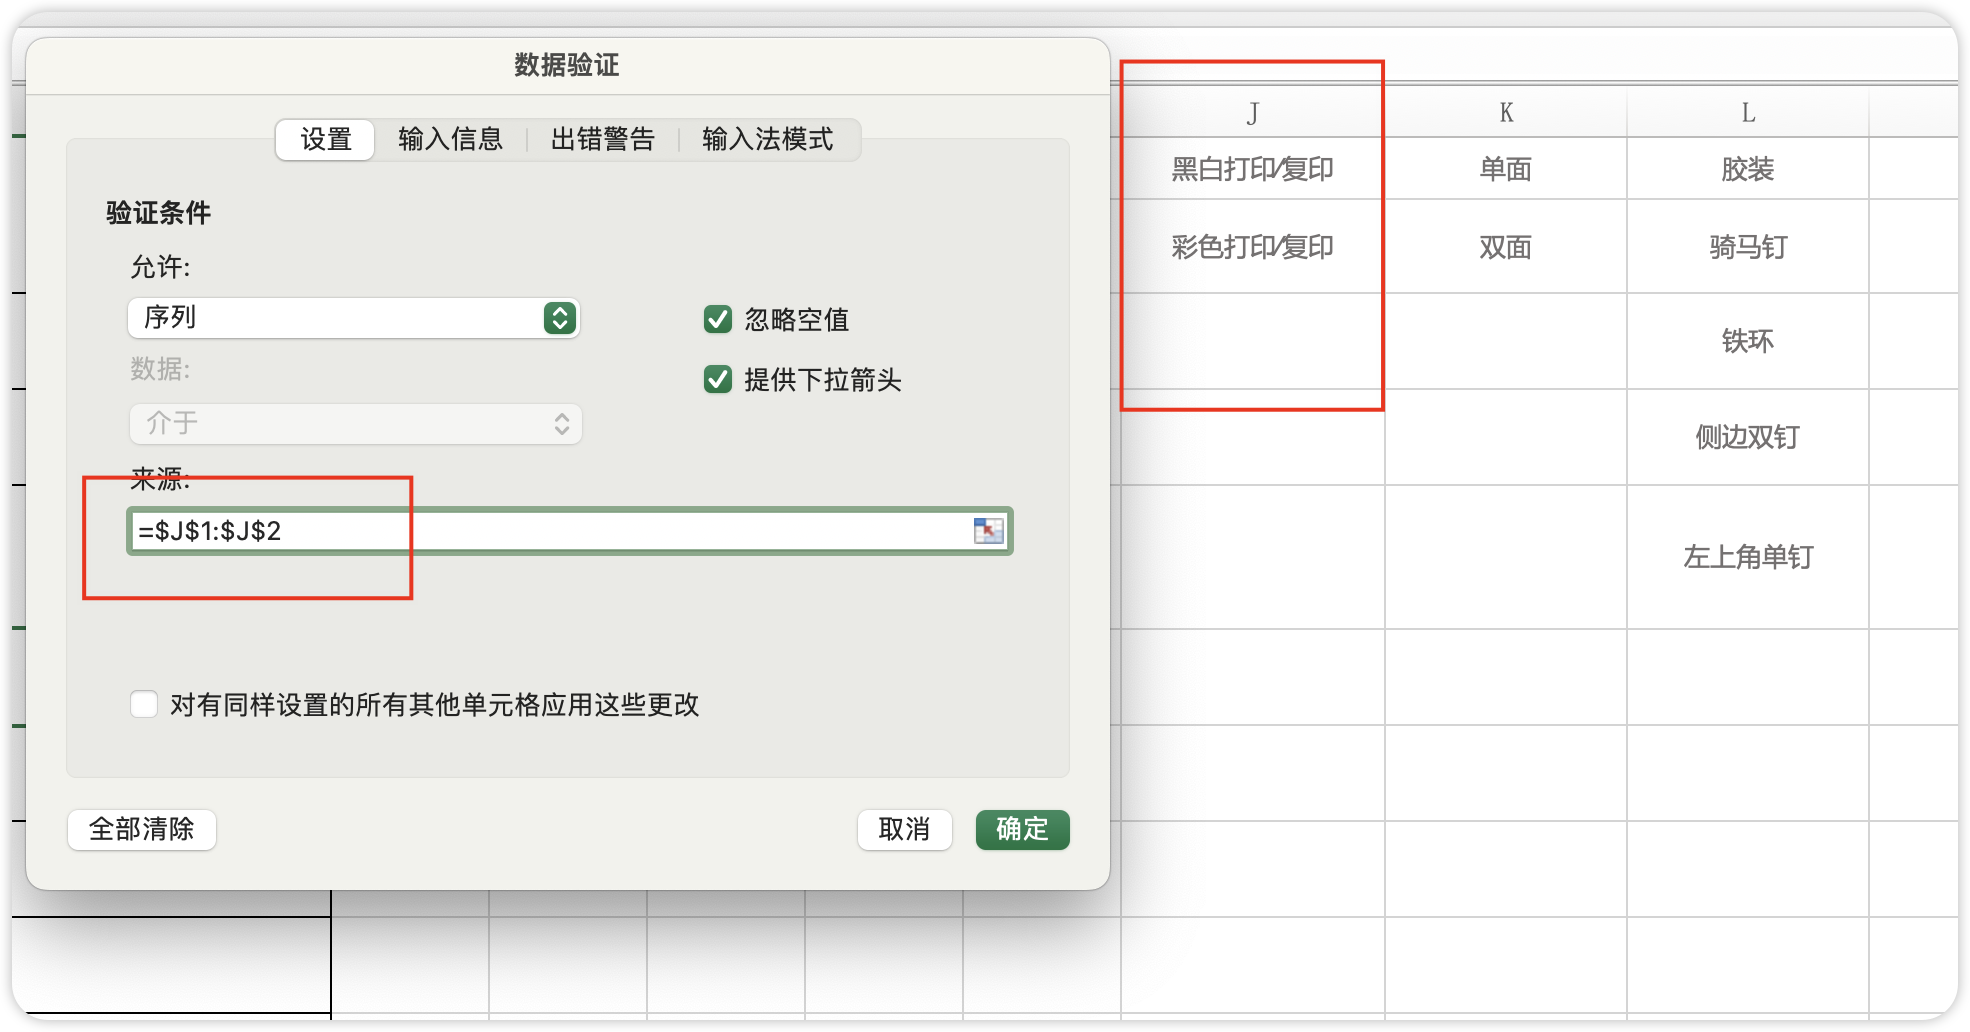 数据验证
设置 输入信息 出错警告 输入法模式
验证条件
允许:
序列
忽略空值
数据:
提供下拉箭头
介于
来源:
=$J$1:$J$2
对有同样设置的所有其他单元格应用这些更改
全部清除 取消 确定
J K L
黑白打印/复印 单面 胶装
彩色打印/复印 双面 骑马钉
铁环
侧边双钉
左上角单钉